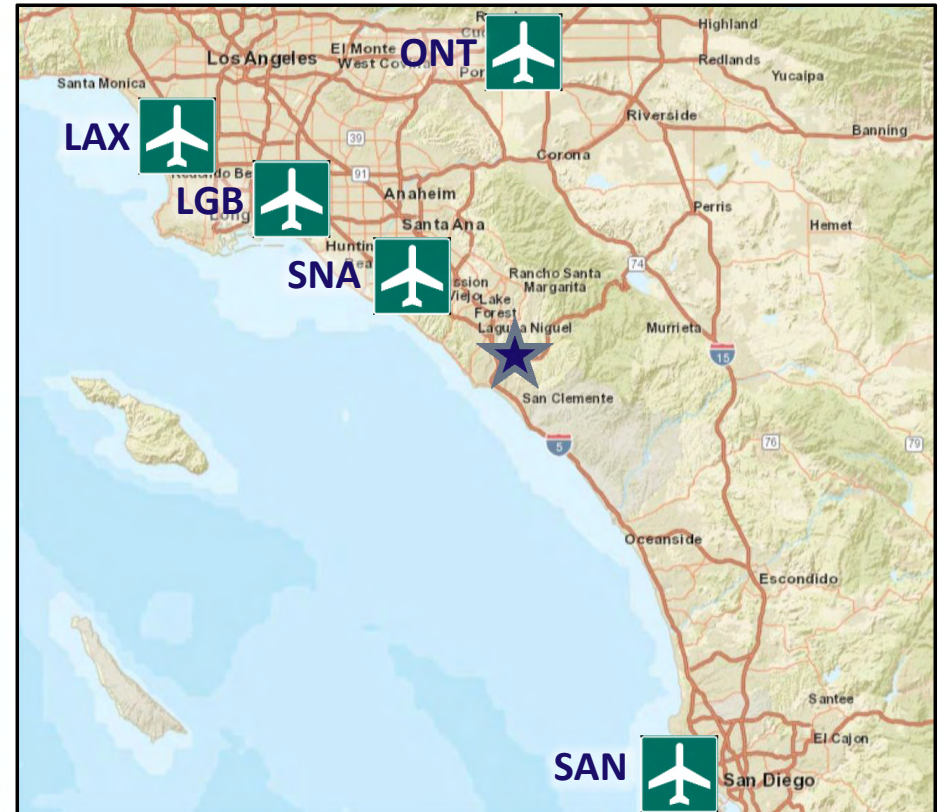 Highland
Los Angeles
El Monte
West Covina
ONT
Redlands
Santa Monica
Yucaipa
LAX
39
Riverside
Banning
Corona
91
LGB
Anaheim
Perris
Santa Ana
Hemet
SNA
74
Rancho Santa
Margarita
Lake
Forest
Laguna Niguel
Murrieta
15
San Clemente
5
76
79
Oceanside
Escondido
Santee
El Cajon
SAN
San Diego